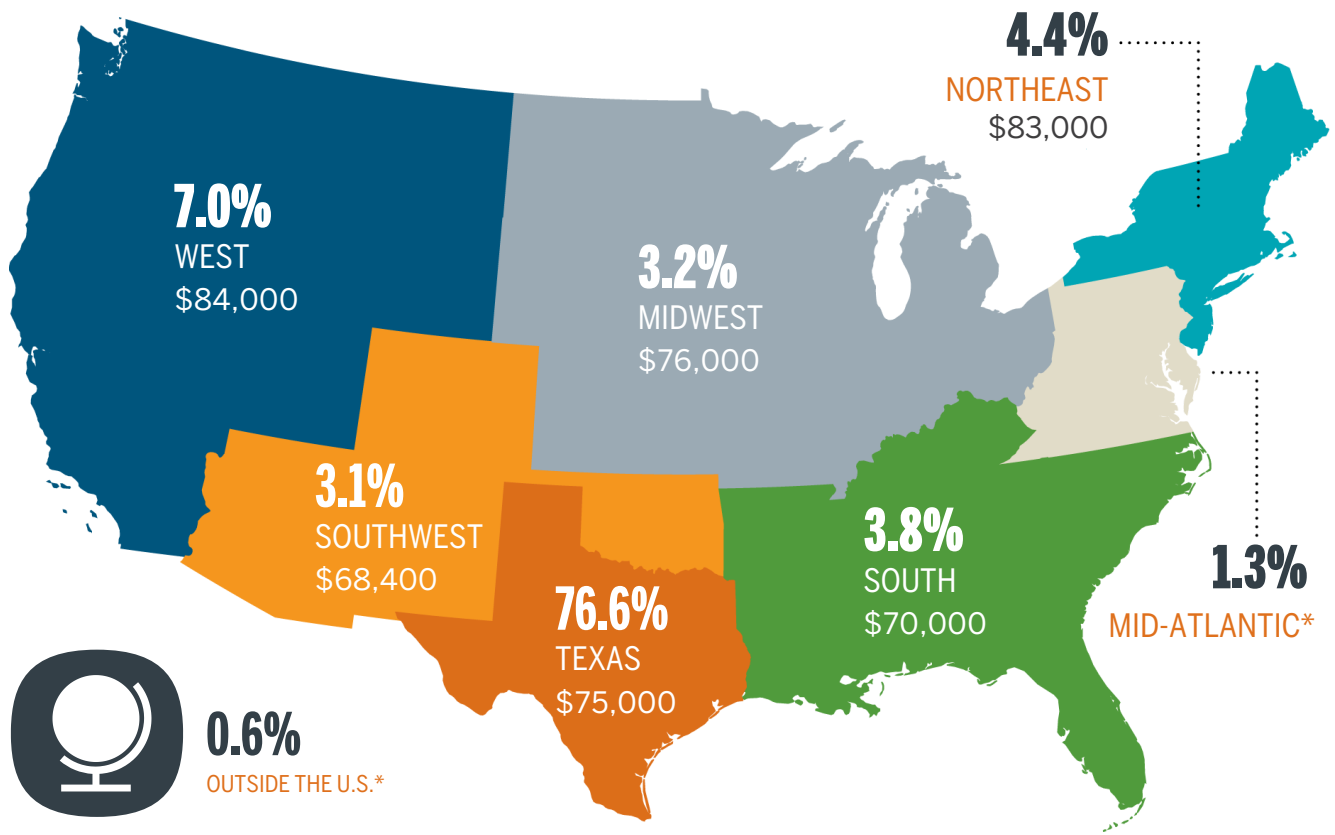 4.4%
NORTHEAST
$83,000
7.0%
WEST
$84,000
3.2%
MIDWEST
$76,000
3.1%
SOUTHWEST
$68,400
3.8%
SOUTH
$70,000
1.3%
MID-ATLANTIC*
76.6%
TEXAS
$75,000
0.6%
OUTSIDE THE U.S.*